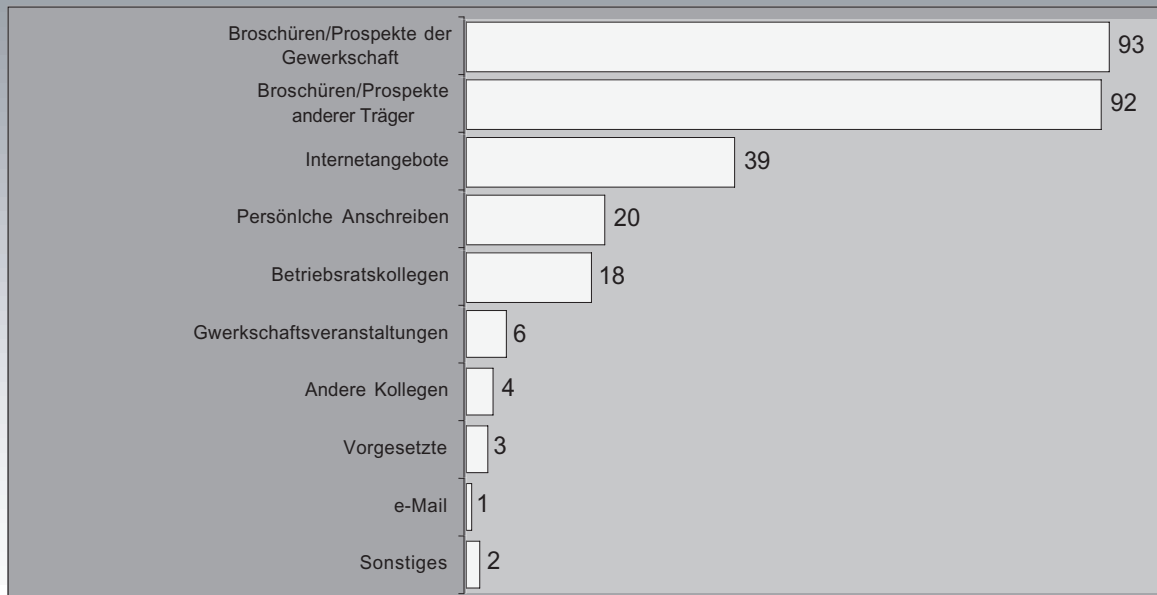 Broschüren/Prospekte der
Gewerkschaft
93
Broschüren/Prospekte
anderer Träger
92
Internetangebote
39
Persönlche Anschreiben
20
Betriebsratskollegen
18
Gwerkschaftsveranstaltungen
6
Andere Kollegen
4
Vorgesetzte
3
e-Mail
1
Sonstiges
2